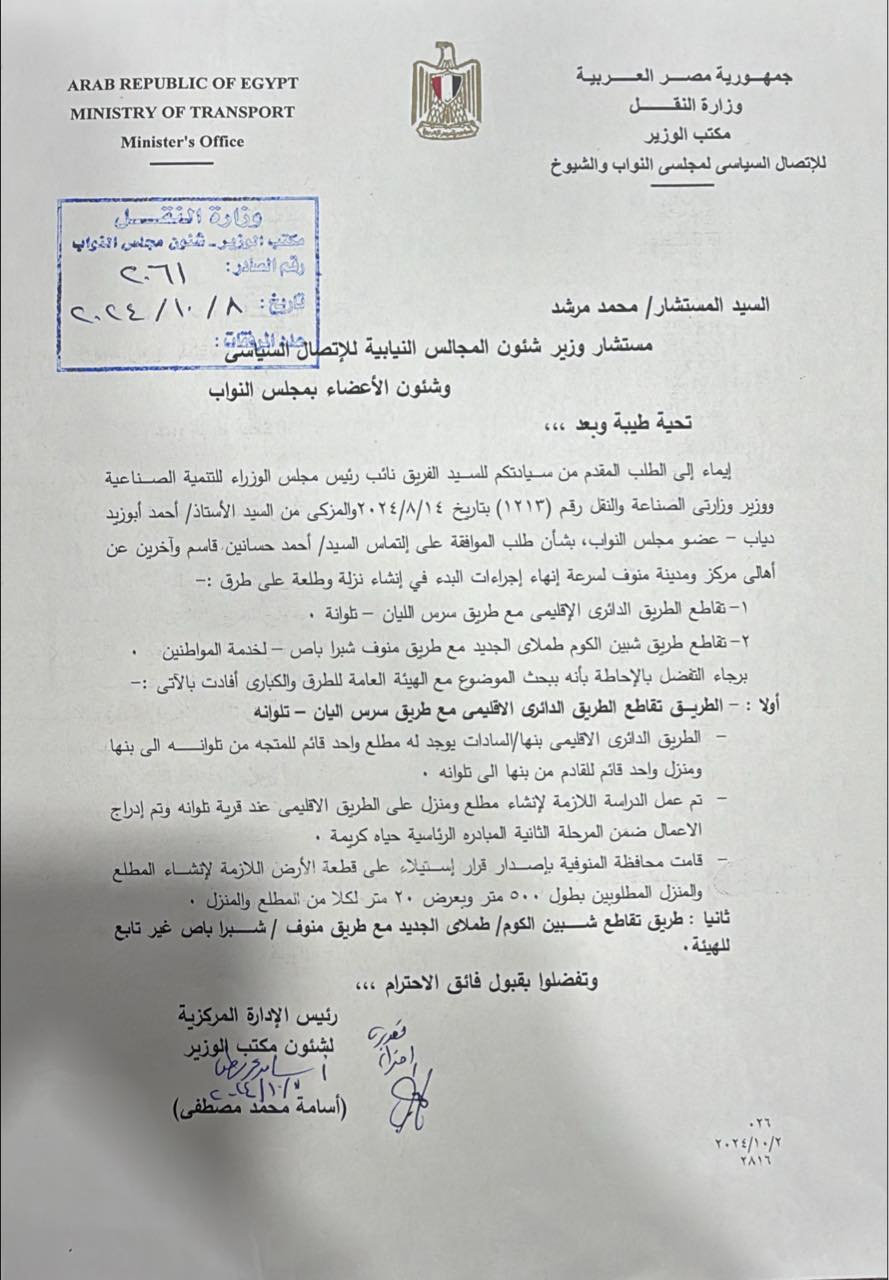 ARAB REPUBLIC OF EGYPT
MINISTRY OF TRANSPORT
Minister's Office
جمهورية مصر العربية
وزارة النقل
مكتب الوزير
للإتصال السياسى لمجلسى النواب والشيوخ
وزارة النقل
مكتب الوزير - شئون مجلس النواب
رقم الصادر: ٢٠٦١
تاريخ: ٢٠٢٤/١٠/٨
عدد المرفقات:
السيد المستشار/ محمد مرشد
مستشار وزير شئون المجالس النيابية للإتصال السياسى
وشئون الأعضاء بمجلس النواب
تحية طيبة وبعد ،،،
إيماء إلى الطلب المقدم من سيادتكم للسيد الفريق نائب رئيس مجلس الوزراء للتنمية الصناعية
ووزير وزارتى الصناعة والنقل رقم (١٢١٣) بتاريخ ٢٠٢٤/٨/١٤والمزكى من السيد الأستاذ/ أحمد أبوزيد
دياب – عضو مجلس النواب، بشأن طلب الموافقة على إلتماس السيد/ أحمد حسانين قاسم وآخرين عن
أهالى مركز ومدينة منوف لسرعة إنهاء إجراءات البدء في إنشاء نزلة وطلعة على طرق :-
١- تقاطع الطريق الدائرى الإقليمى مع طريق سرس الليان – تلوانة .
٢- تقاطع طريق شبين الكوم طملاى الجديد مع طريق منوف شبرا باص – لخدمة المواطنين .
برجاء التفضل بالإحاطة بأنه ببحث الموضوع مع الهيئة العامة للطرق والكبارى أفادت بالآتى :-
أولا : - الطريق تقاطع الطريق الدائرى الاقليمى مع طريق سرس اليان – تلوانه
- الطريق الدائرى الاقليمى بنها/السادات يوجد له مطلع واحد قائم للمتجه من تلوانه الى بنها
ومنزل واحد قائم للقادم من بنها الى تلوانه .
- تم عمل الدراسة اللازمة لإنشاء مطلع ومنزل على الطريق الاقليمى عند قرية تلوانه وتم إدراج
الاعمال ضمن المرحلة الثانية المبادره الرئاسية حياه كريمة .
- قامت محافظة المنوفية بإصدار قرار إستيلاء على قطعة الأرض اللازمة لإنشاء المطلع
والمنزل المطلوبين بطول ٥٠٠ متر وبعرض ٢٠ متر لكلا من المطلع والمنزل .
ثانيا : طريق تقاطع شبين الكوم/ طملاى الجديد مع طريق منوف / شبرا باص غير تابع
للهيئة .
وتفضلوا بقبول فائق الاحترام ،،،
رئيس الإدارة المركزية
لشئون مكتب الوزير
(أسامة محمد مصطفى)
٠٢٦
٢٠٢٤/١٠/٢
٢٨١٦